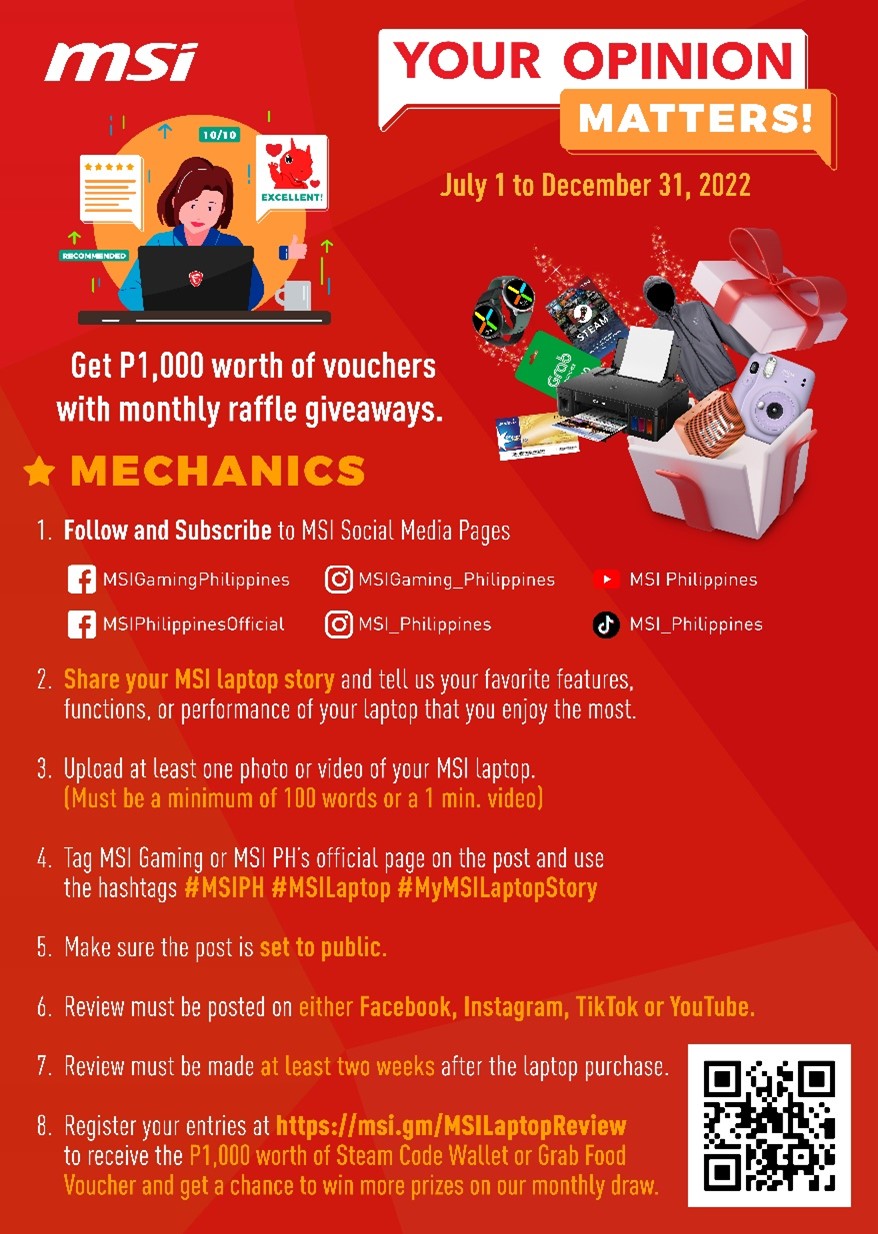 msi
YOUR OPINION
MATTERS!
July 1 to December 31, 2022
10/10
EXCELLENT!
RECOMMENDED
STEAM
Grab
Get P1,000 worth of vouchers
with monthly raffle giveaways.
MECHANICS
1. Follow and Subscribe to MSI Social Media Pages
MSIGamingPhilippines MSIGaming_Philippines MSI Philippines
MSIPhilippinesOfficial MSI_Philippines MSI_Philippines
2. Share your MSI laptop story and tell us your favorite features,
functions, or performance of your laptop that you enjoy the most.
3. Upload at least one photo or video of your MSI laptop.
(Must be a minimum of 100 words or a 1 min. video)
4. Tag MSI Gaming or MSI PH's official page on the post and use
the hashtags #MSIPH #MSILaptop #MyMSILaptopStory
5. Make sure the post is set to public.
6. Review must be posted on either Facebook, Instagram, TikTok or YouTube.
7. Review must be made at least two weeks after the laptop purchase.
8. Register your entries at https://msi.gm/MSILaptopReview
to receive the P1,000 worth of Steam Code Wallet or Grab Food
Voucher and get a chance to win more prizes on our monthly draw.